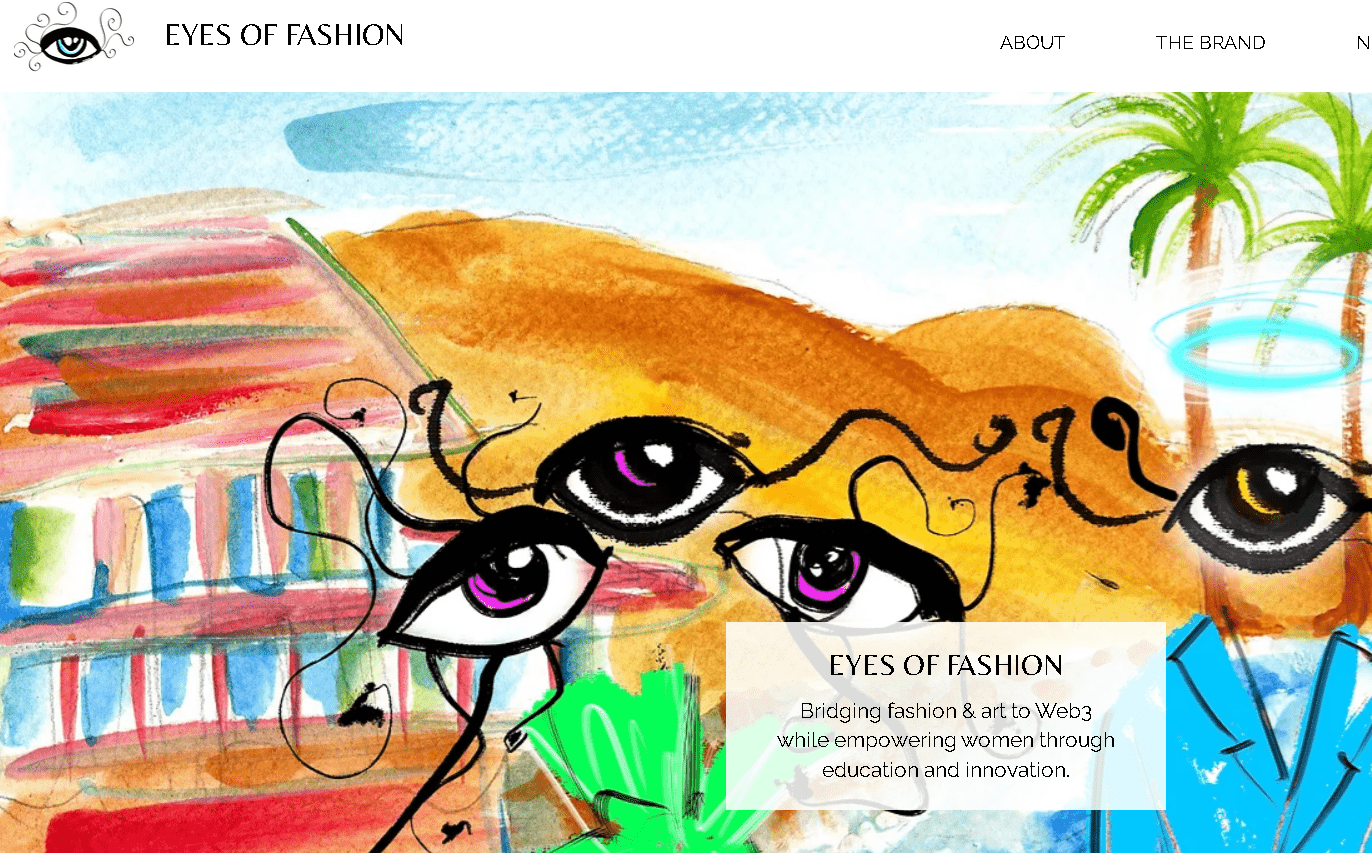 EYES OF FASHION
ABOUT
THE BRAND
N
EYES OF FASHION
Bridging fashion & art to Web3
while empowering women through
education and innovation.